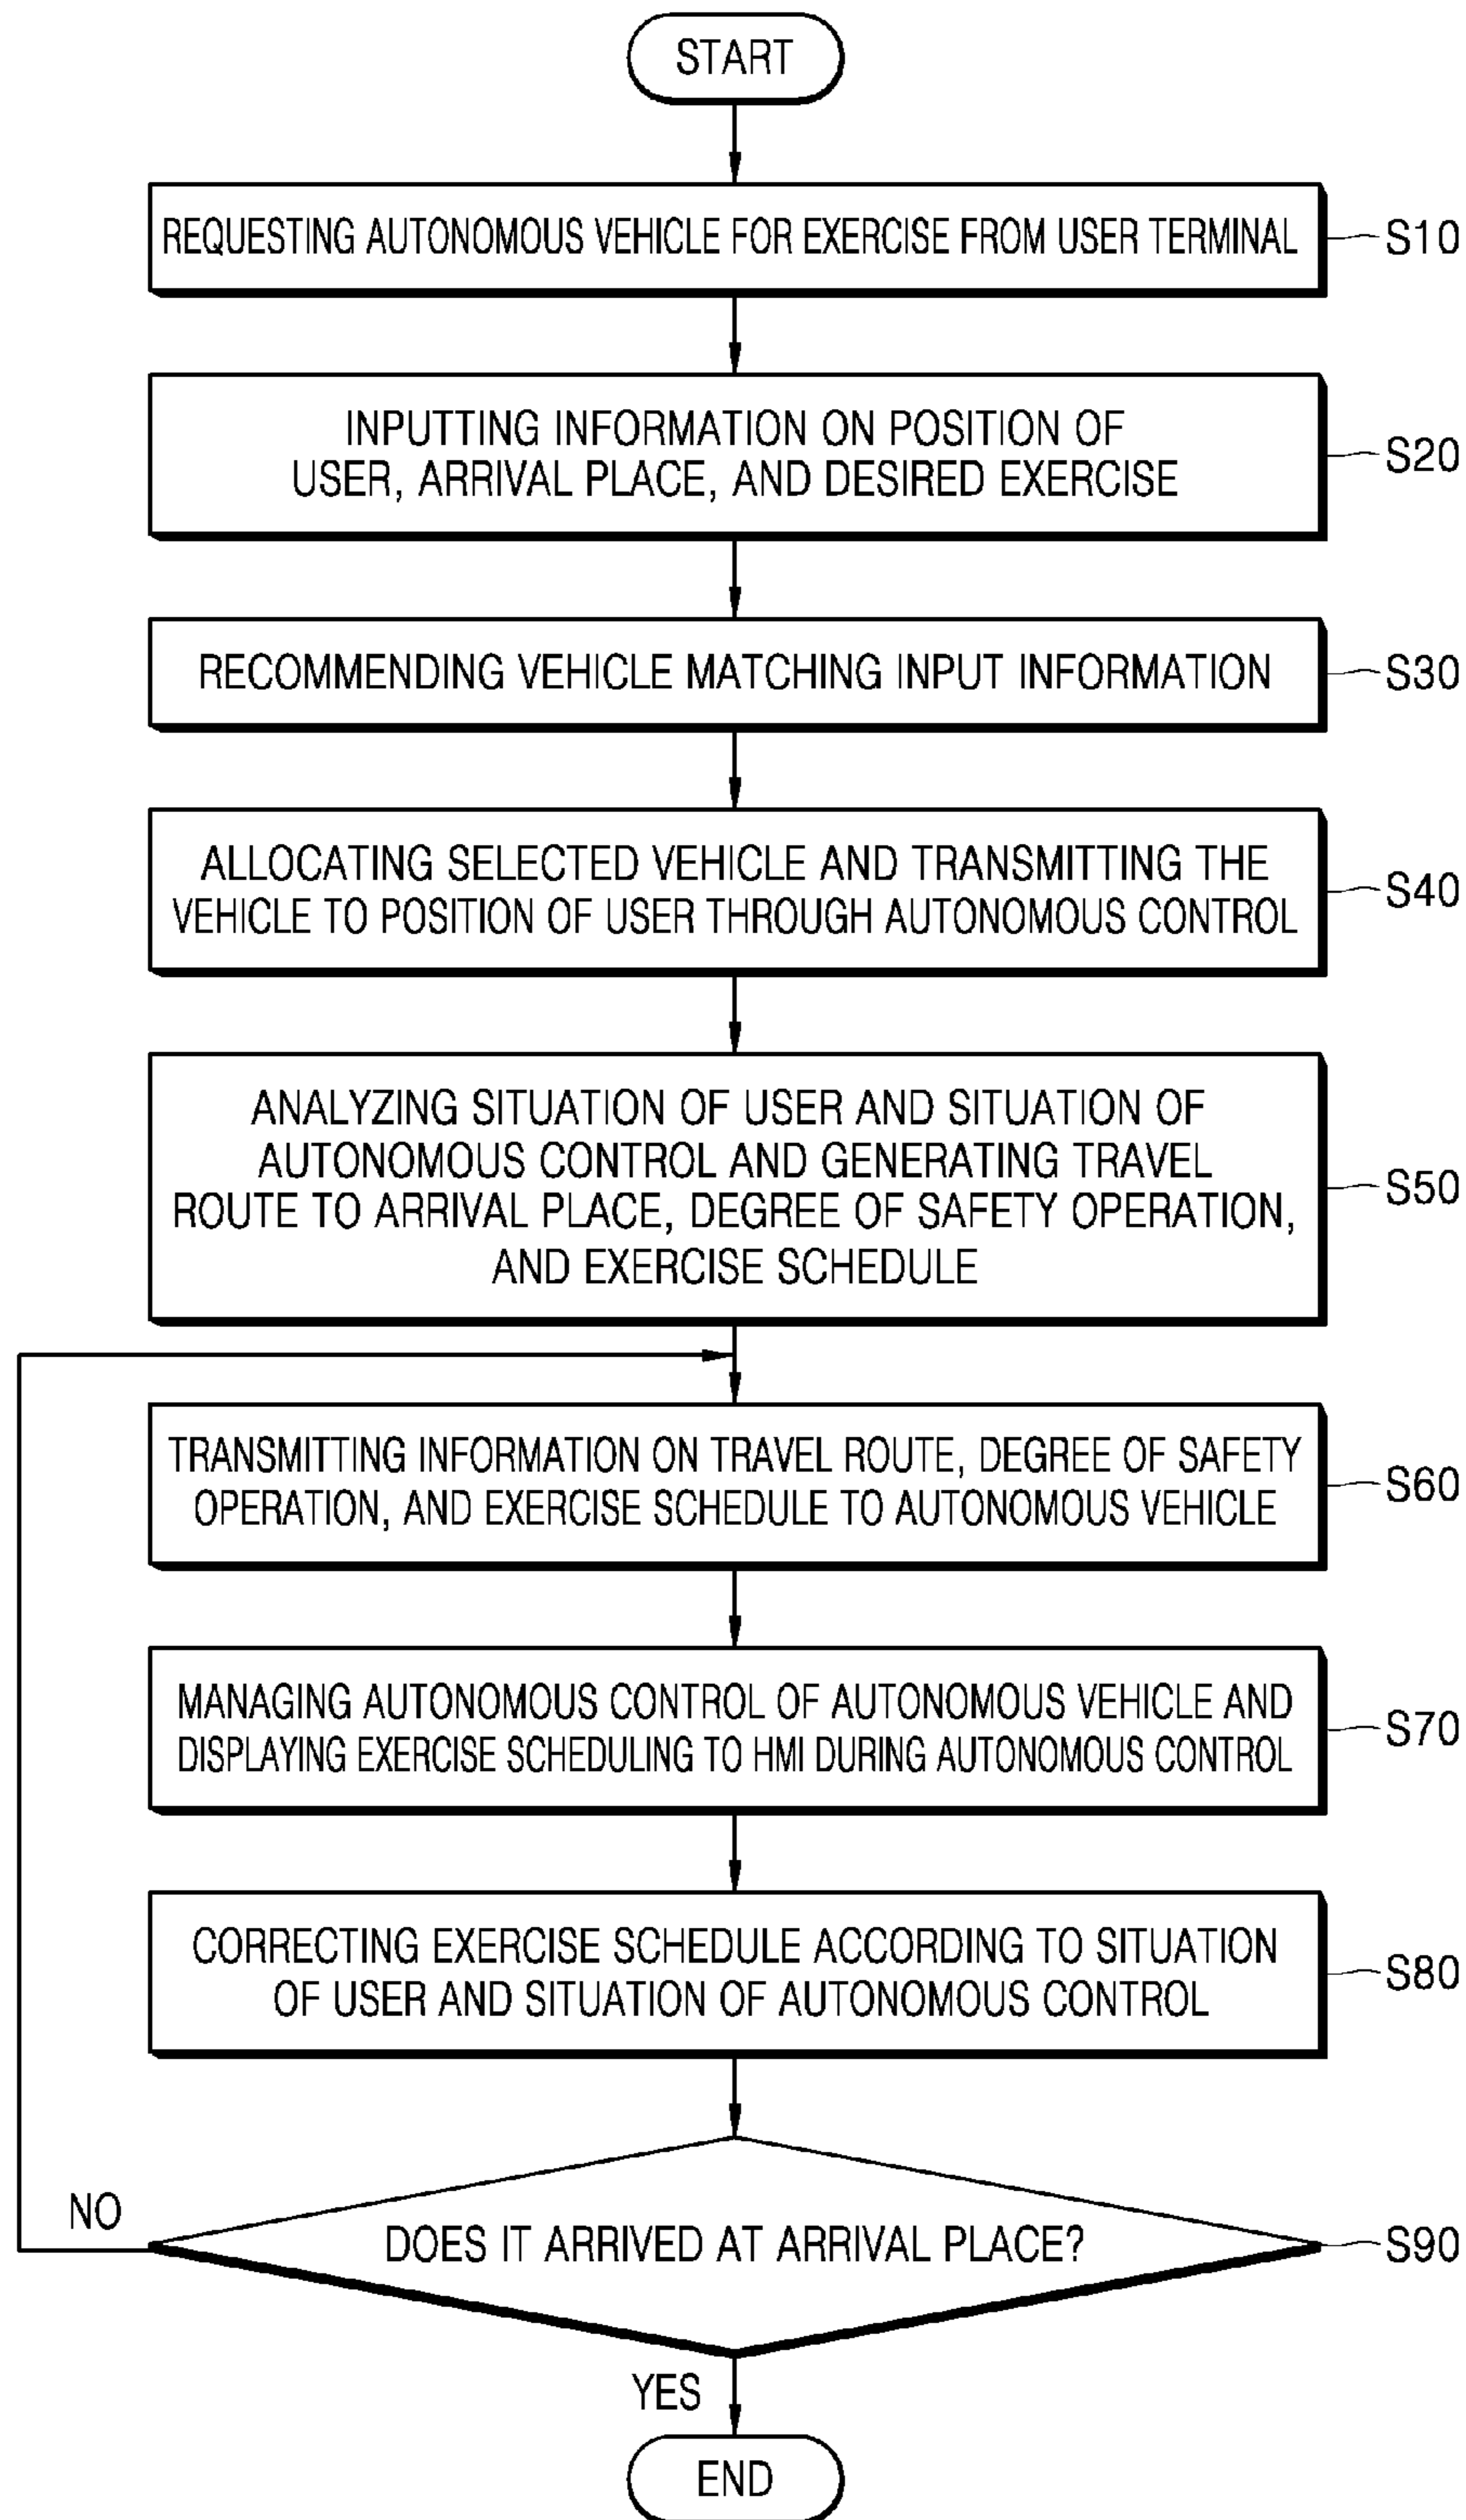 START
REQUESTING AUTONOMOUS VEHICLE FOR EXERCISE FROM USER TERMINAL
S10
INPUTTING INFORMATION ON POSITION OF
USER, ARRIVAL PLACE, AND DESIRED EXERCISE
S20
RECOMMENDING VEHICLE MATCHING INPUT INFORMATION
S30
ALLOCATING SELECTED VEHICLE AND TRANSMITTING THE
VEHICLE TO POSITION OF USER THROUGH AUTONOMOUS CONTROL
S40
ANALYZING SITUATION OF USER AND SITUATION OF
AUTONOMOUS CONTROL AND GENERATING TRAVEL
ROUTE TO ARRIVAL PLACE, DEGREE OF SAFETY OPERATION,
AND EXERCISE SCHEDULE
S50
TRANSMITTING INFORMATION ON TRAVEL ROUTE, DEGREE OF SAFETY
OPERATION, AND EXERCISE SCHEDULE TO AUTONOMOUS VEHICLE
S60
MANAGING AUTONOMOUS CONTROL OF AUTONOMOUS VEHICLE AND
DISPLAYING EXERCISE SCHEDULING TO HMI DURING AUTONOMOUS CONTROL
S70
CORRECTING EXERCISE SCHEDULE ACCORDING TO SITUATION
OF USER AND SITUATION OF AUTONOMOUS CONTROL
S80
NO
DOES IT ARRIVED AT ARRIVAL PLACE?
S90
YES
END